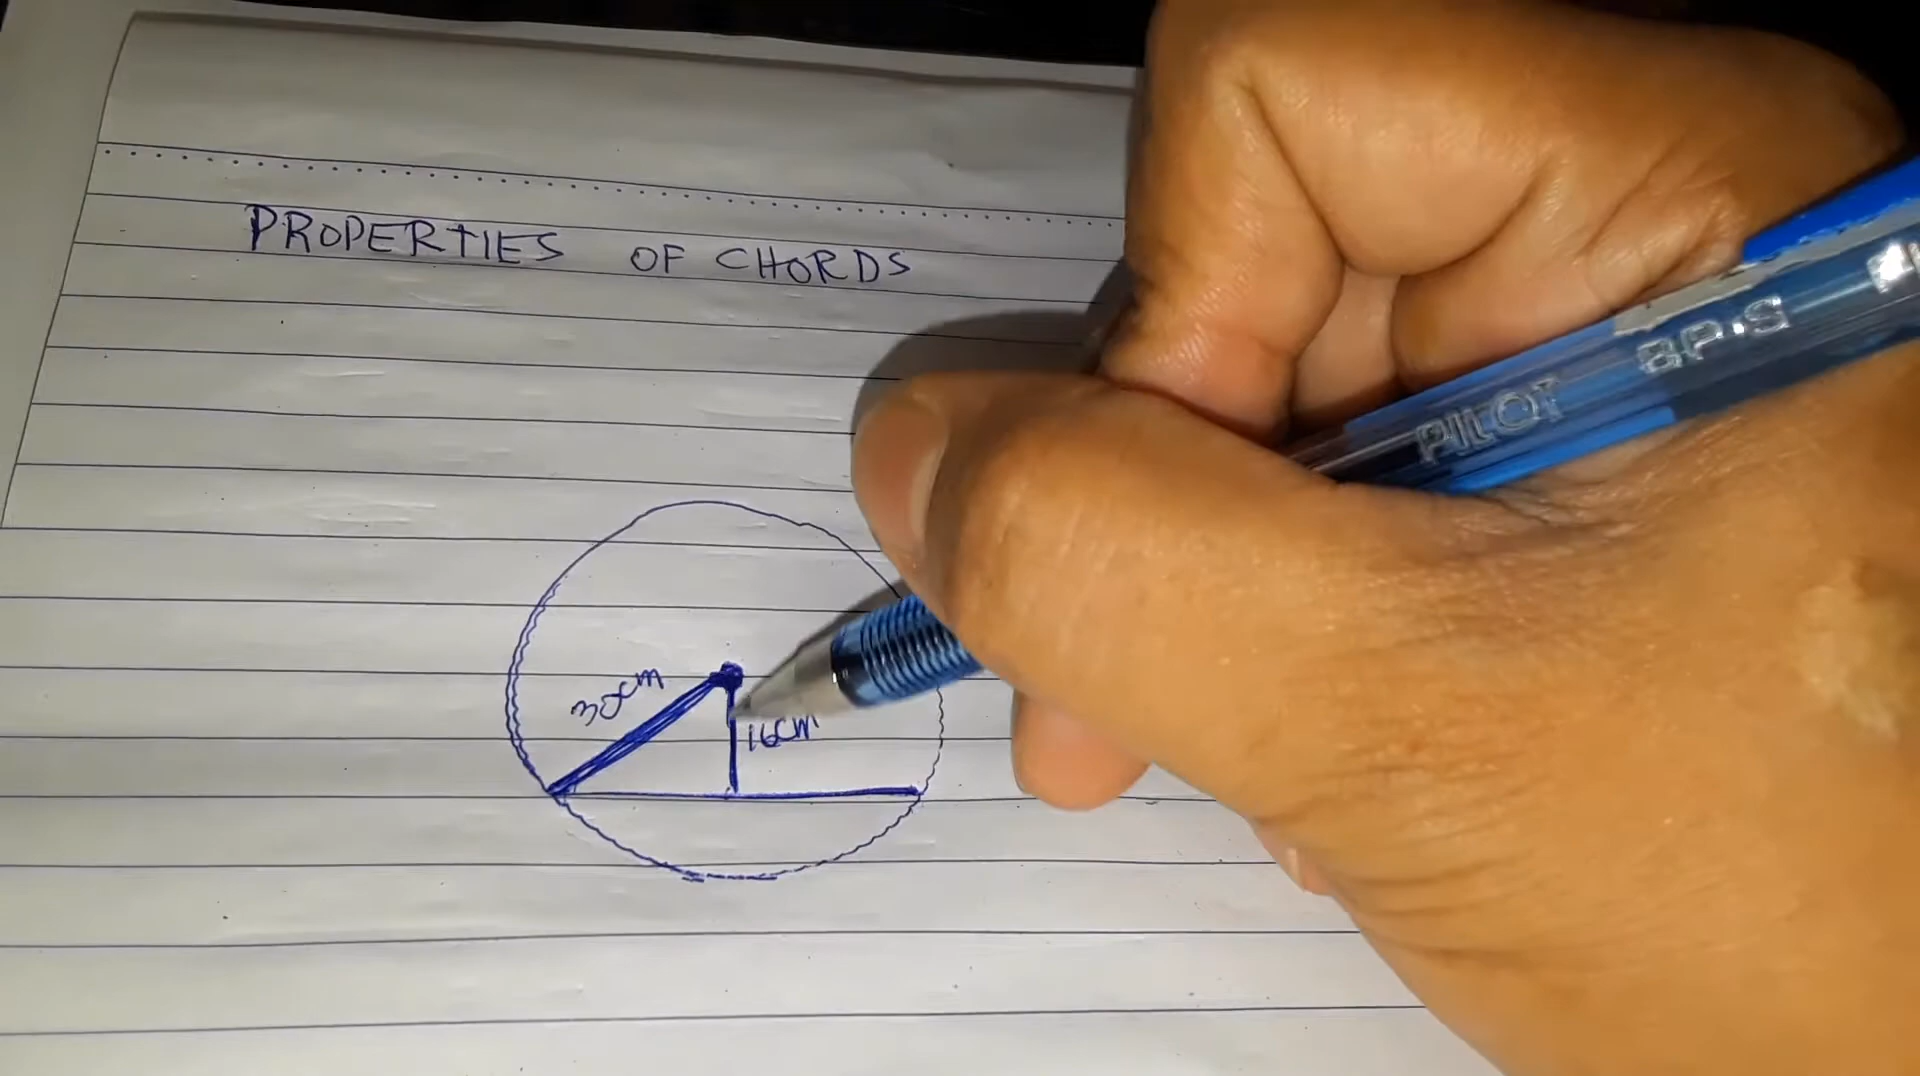 PROPERTIES OF CHORDS
30cm
16cm
PILOT BP-S